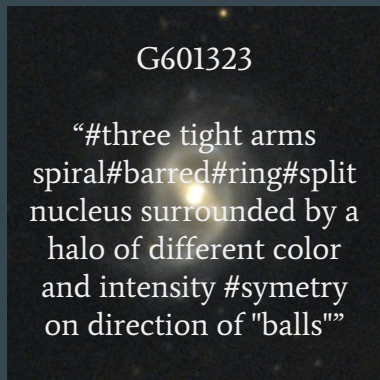 G601323
“#three tight arms
spiral#barred#ring#split
nucleus surrounded by a
halo of different color
and intensity #symetry
on direction of "balls"”